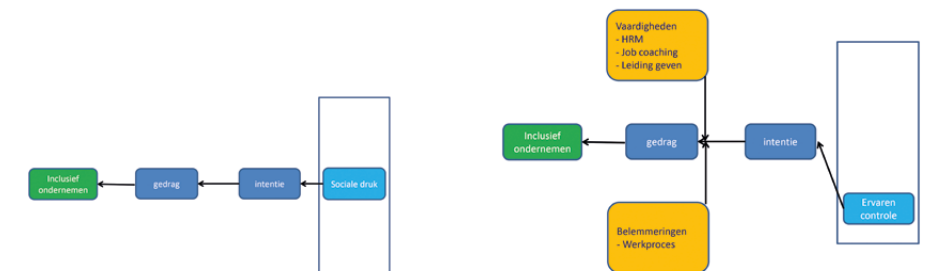 Inclusief
ondernemen
gedrag
intentie
Sociale druk
Vaardigheden
- HRM
- Job coaching
- Leiding geven
Inclusief
ondernemen
gedrag
intentie
Ervaren
controle
Belemmeringen
- Werkproces